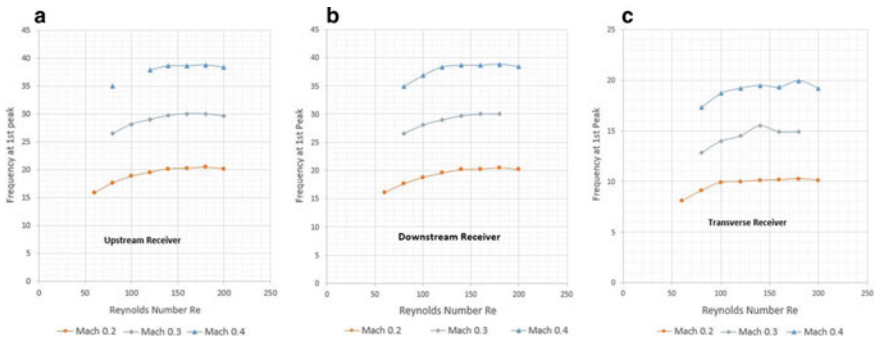 a
b
c
Frequency at 1st peak
45
40
35
30
25
20
15
10
5
0
Upstream Receiver
0 50 100 150 200 250
Reynolds Number Re
Mach 0.2 Mach 0.3 Mach 0.4
Frequency at 1st Peak
45
40
35
30
25
20
15
10
5
0
Downstream Receiver
0 50 100 150 200 250
Reynolds Number Re
Mach 0.2 Mach 0.3 Mach 0.4
Frequency at 1st peak
25
20
15
10
5
0
Transverse Receiver
0 50 100 150 200 250
Reynolds Number Re
Mach 0.2 Mach 0.3 Mach 0.4